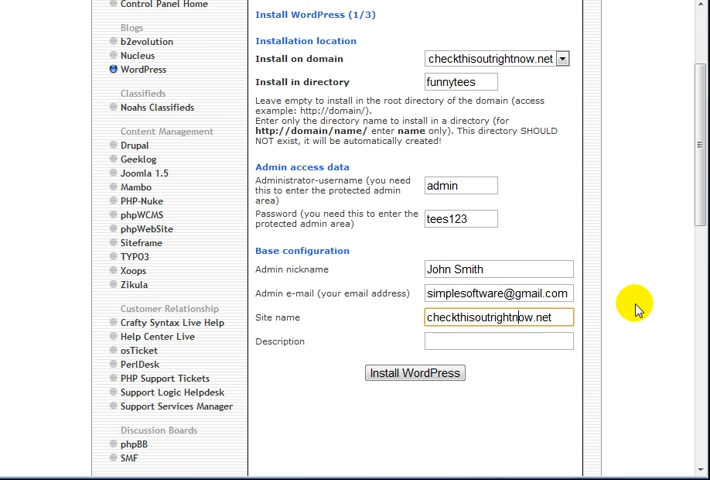 Control Panel Home
Blogs
b2evolution
Nucleus
WordPress
Classifieds
Noahs Classifieds
Content Management
Drupal
Geeklog
Joomla 1.5
Mambo
PHP-Nuke
phpWCMS
phpWebSite
Siteframe
TYPO3
Xoops
Zikula
Customer Relationship
Crafty Syntax Live Help
Help Center Live
osTicket
PerlDesk
PHP Support Tickets
Support Logic Helpdesk
Support Services Manager
Discussion Boards
phpBB
SMF
Install WordPress (1/3)
Installation location
Install on domain checkthisoutrightnow.net
Install in directory funnytees
Leave empty to install in the root directory of the domain (access
example: http://domain/).
Enter only the directory name to install in a directory (for
http://domain/name/ enter name only). This directory SHOULD
NOT exist, it will be automatically created!
Admin access data
Administrator-username (you need
this to enter the protected admin
area)
admin
Password (you need this to enter the
protected admin area)
tees123
Base configuration
Admin nickname John Smith
Admin e-mail (your email address) simplesoftware@gmail.com
Site name checkthisoutrightnow.net
Description
Install WordPress